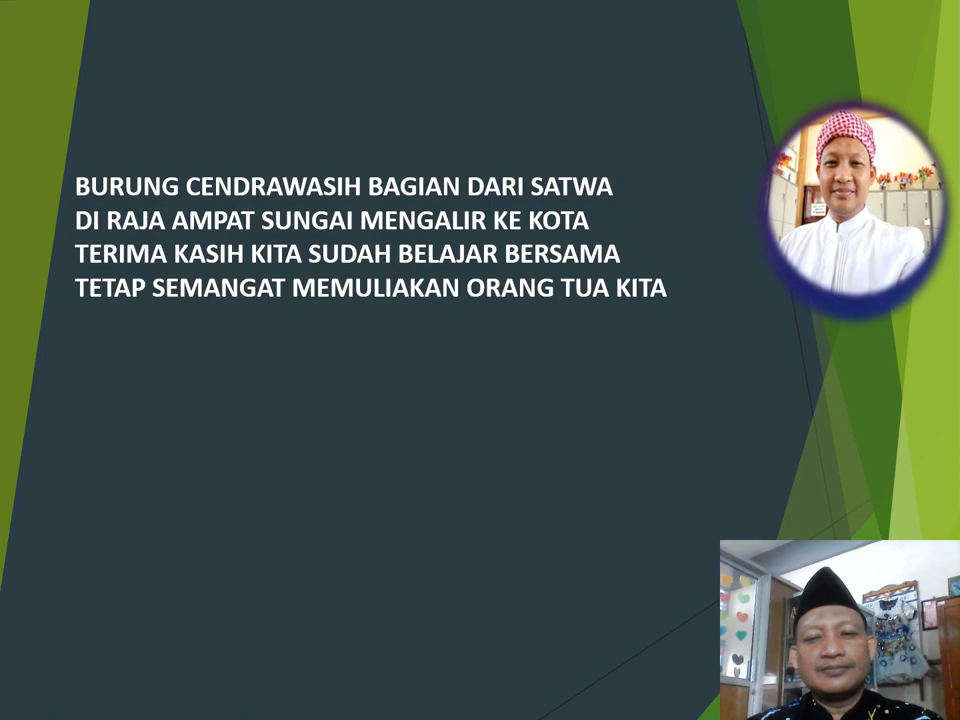 BURUNG CENDRAWASIH BAGIAN DARI SATWA
DI RAJA AMPAT SUNGAI MENGALIR KE KOTA
TERIMA KASIH KITA SUDAH BELAJAR BERSAMA
TETAP SEMANGAT MEMULIAKAN ORANG TUA KITA